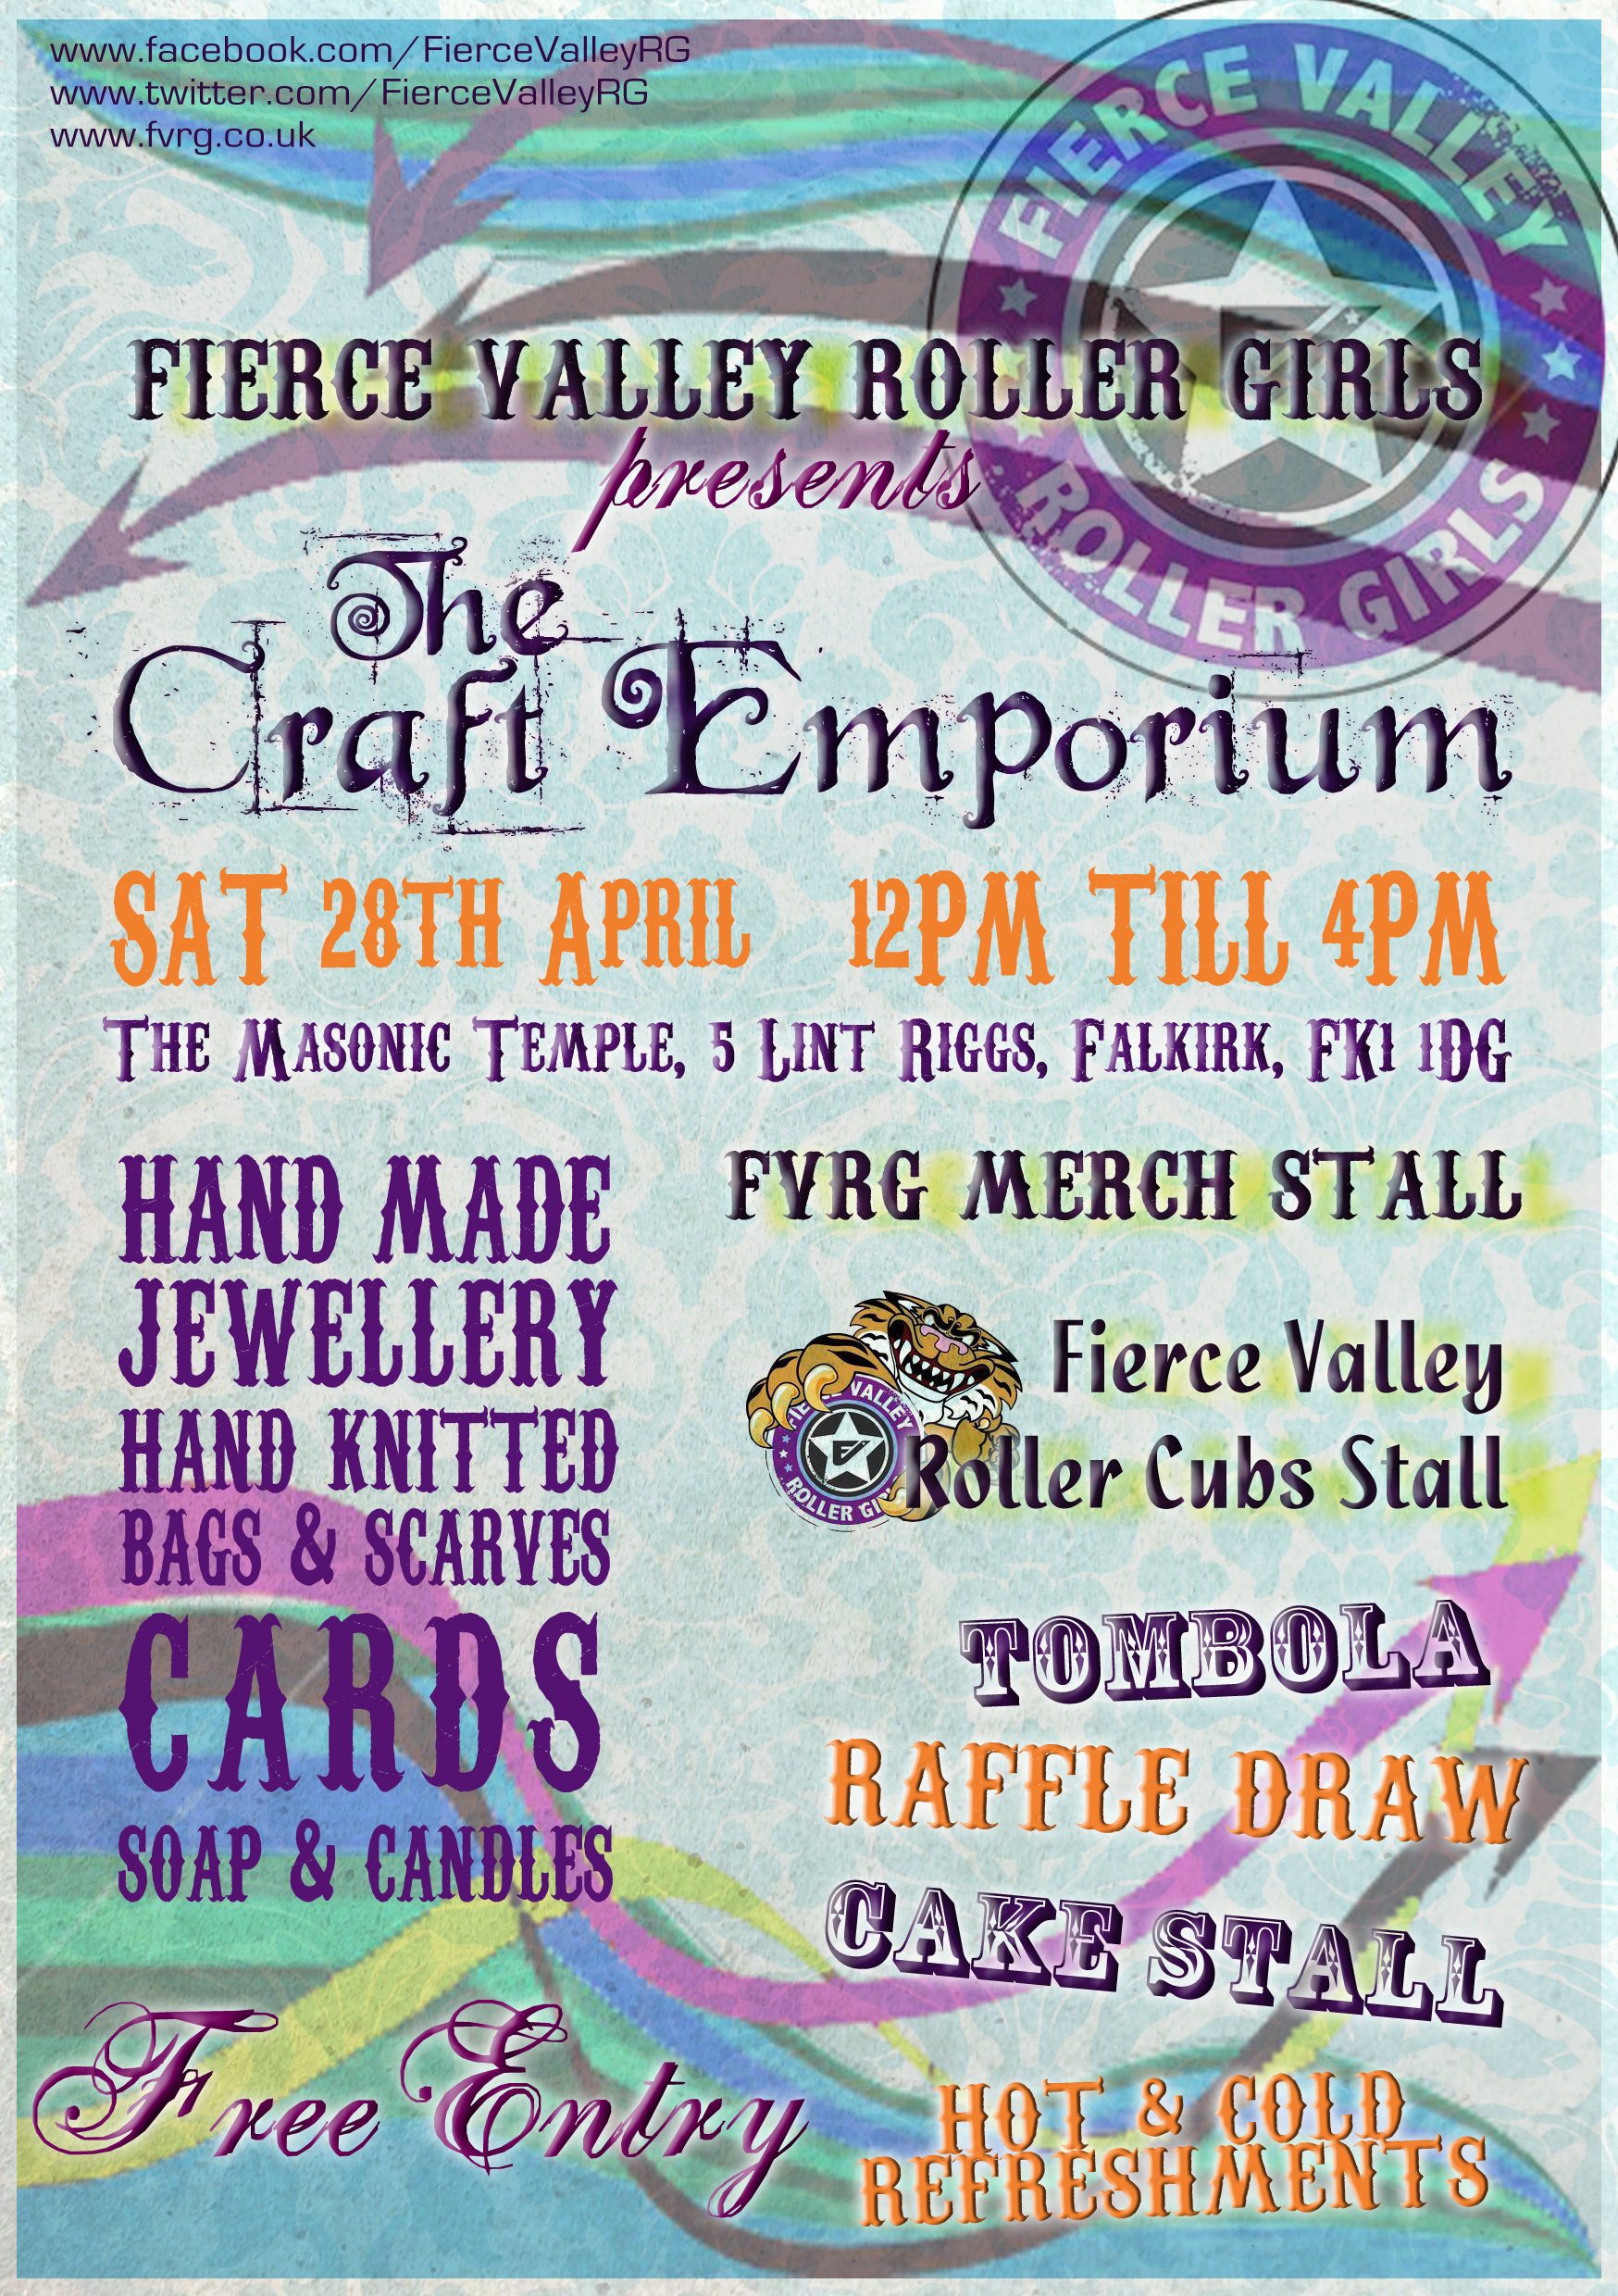 www.facebook.com/FierceValleyRG
www.twitter.com/FierceValleyRG
www.fvrg.co.uk
FIERCE VALLEY
ROLLER GIRLS
FIERCE VALLEY ROLLER GIRLS
presents
The
Craft Emporium
SAT 28TH APRIL 12PM TILL 4PM
THE MASONIC TEMPLE, 5 LINT RIGGS, FALKIRK, FK1 1DG
HAND MADE
JEWELLERY
HAND KNITTED
BAGS & SCARVES
CARDS
SOAP & CANDLES
Free Entry
FVRG MERCH STALL
VALLEY
ROLLER
Fierce Valley
Roller Cubs Stall
TOMBOLA
RAFFLE DRAW
CAKE STALL
HOT & COLD
REFRESHMENTS